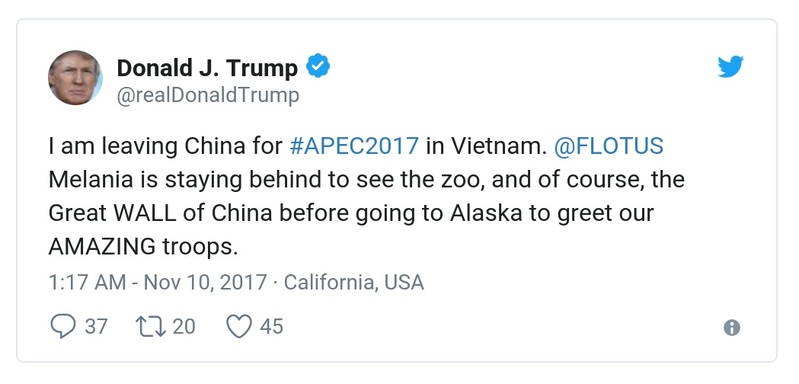 Donald J. Trump
@realDonaldTrump
I am leaving China for #APEC2017 in Vietnam. @FLOTUS
Melania is staying behind to see the zoo, and of course, the
Great WALL of China before going to Alaska to greet our
AMAZING troops.
1:17 AM - Nov 10, 2017 · California, USA
37 20 45